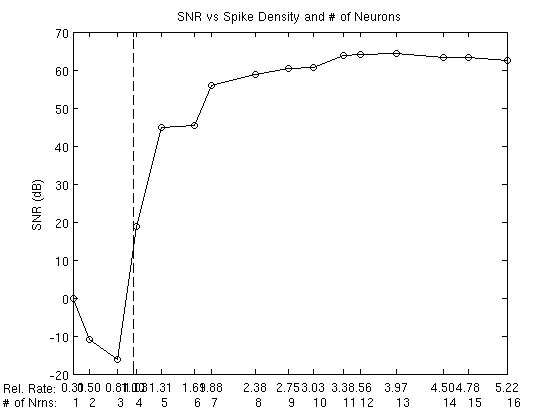 SNR vs Spike Density and # of Neurons
70
60
50
40
30
20
10
0
-10
-20
SNR (dB)
Rel. Rate: 0.31 0.50 0.81 1.03 1.31 1.69 1.88 2.38 2.75 3.03 3.38 3.56 3.97 4.50 4.78 5.22
# of Nrns: 1 2 3 4 5 6 7 8 9 10 11 12 13 14 15 16